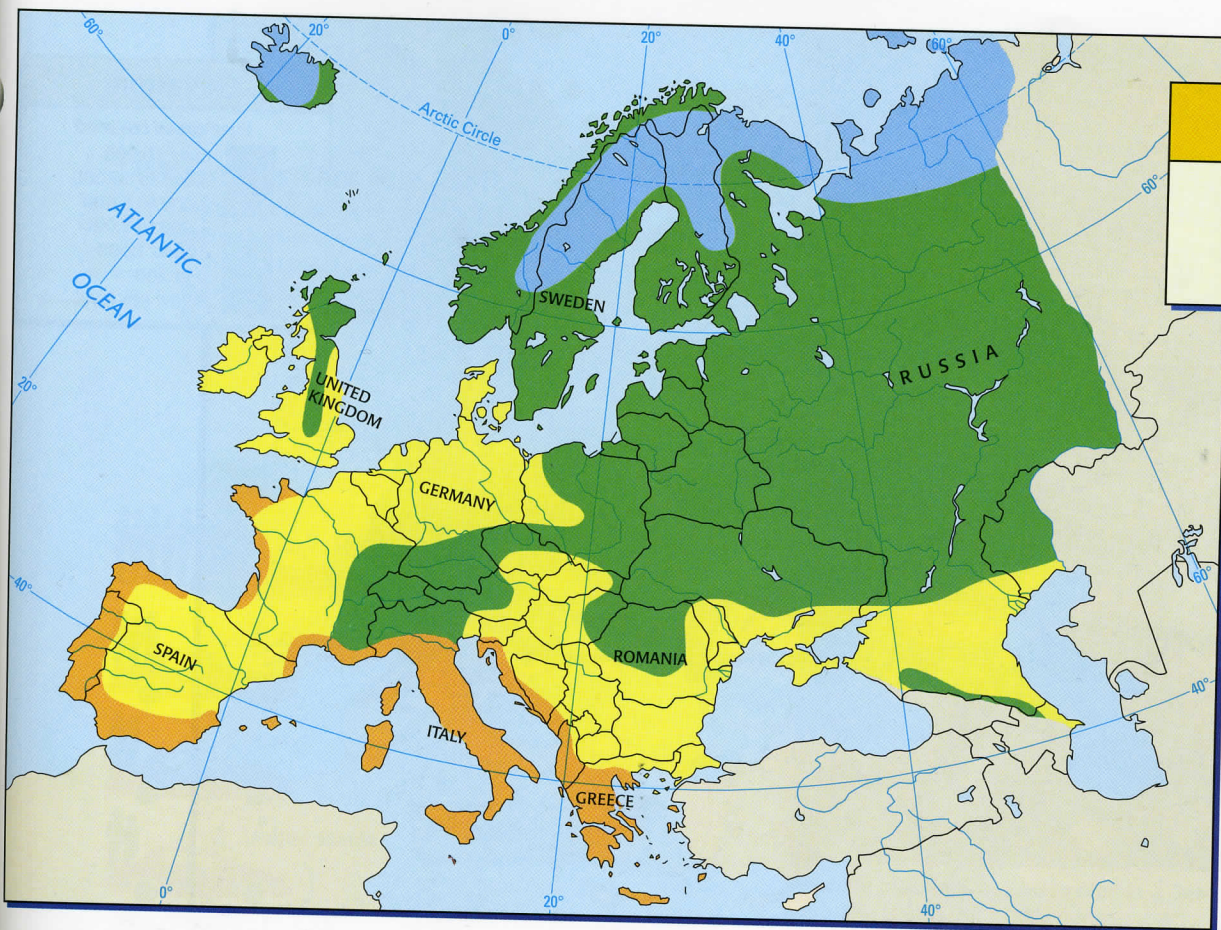 60°
20°
0°
20°
40°
60°
Arctic Circle
60°
ATLANTIC
OCEAN
SWEDEN
RUSSIA
20°
UNITED
KINGDOM
GERMANY
40°
60°
SPAIN
ROMANIA
40°
ITALY
GREECE
0°
20°
40°